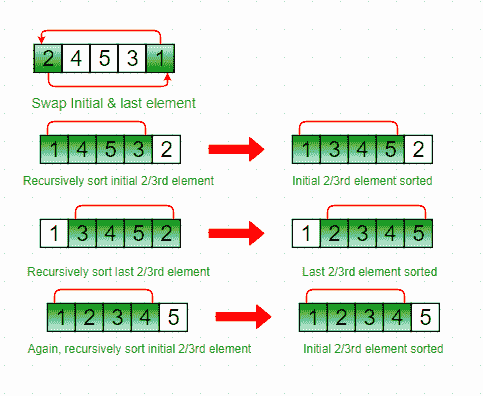 2 4 5 3 1
Swap Initial & last element
1 4 5 3 2 1 3 4 5 2
Recursively sort initial 2/3rd element Initial 2/3rd element sorted
1 3 4 5 2 1 2 3 4 5
Recursively sort last 2/3rd element Last 2/3rd element sorted
1 2 3 4 5 1 2 3 4 5
Again, recursively sort initial 2/3rd element Initial 2/3rd element sorted